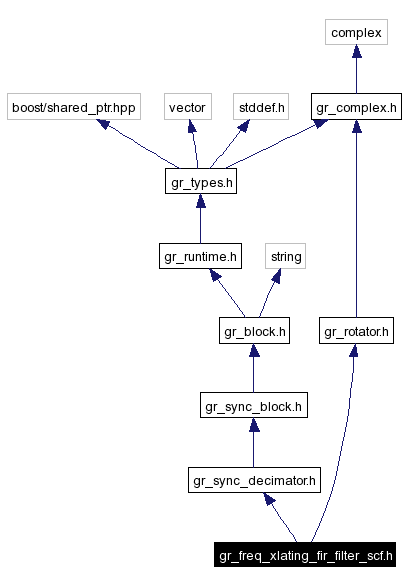 complex
boost/shared_ptr.hpp
vector
stddef.h
gr_complex.h
gr_types.h
gr_runtime.h
string
gr_block.h
gr_rotator.h
gr_sync_block.h
gr_sync_decimator.h
gr_freq_xlating_fir_filter_scf.h